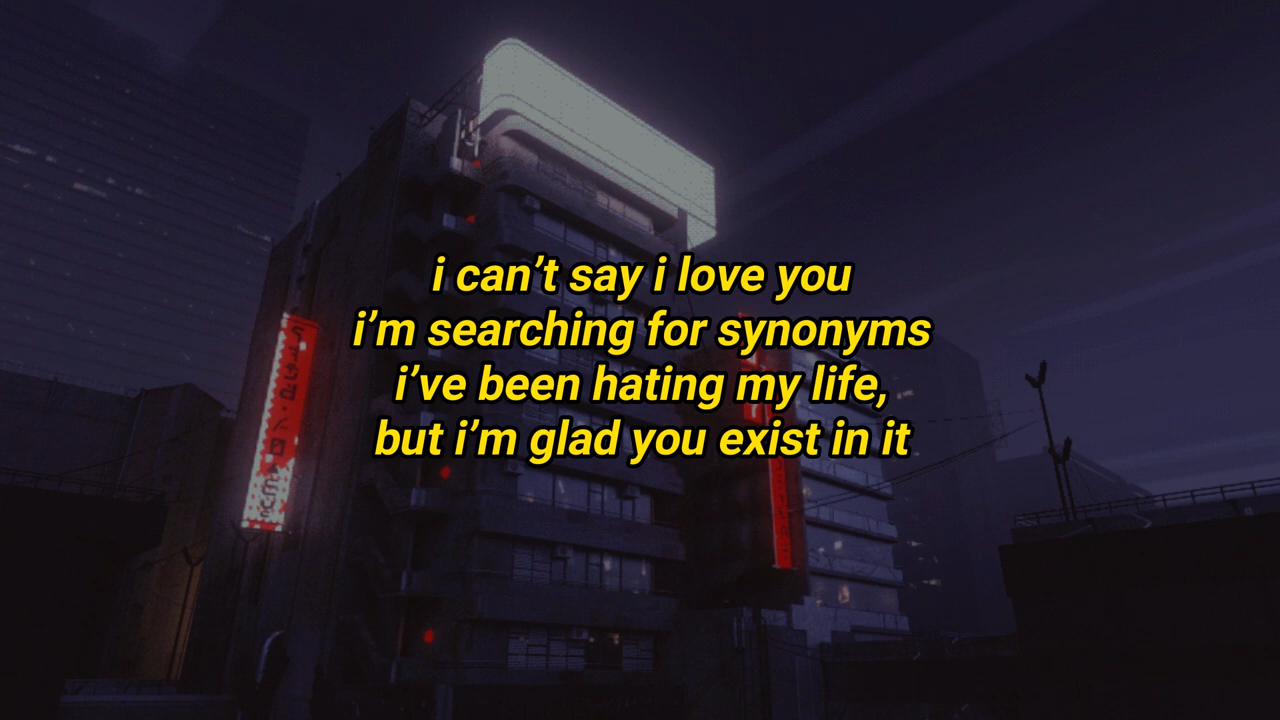 i can’t say i love you
i’m searching for synonyms
i’ve been hating my life,
but i’m glad you exist in it